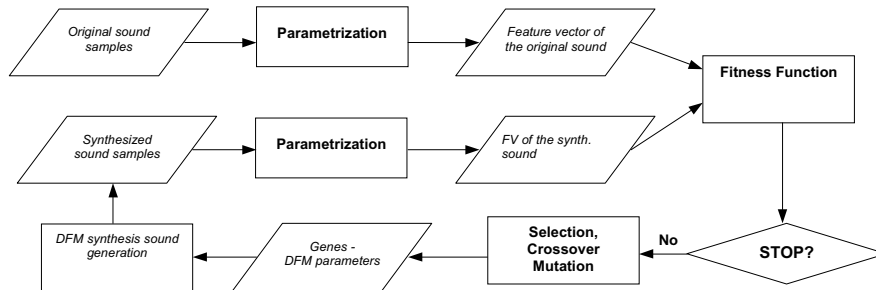 Original sound
samples
Parametrization
Feature vector of
the original sound
Fitness Function
Synthesized
sound samples
Parametrization
FV of the synth.
sound
DFM synthesis sound
generation
Genes -
DFM parameters
Selection,
Crossover
Mutation
No
STOP?